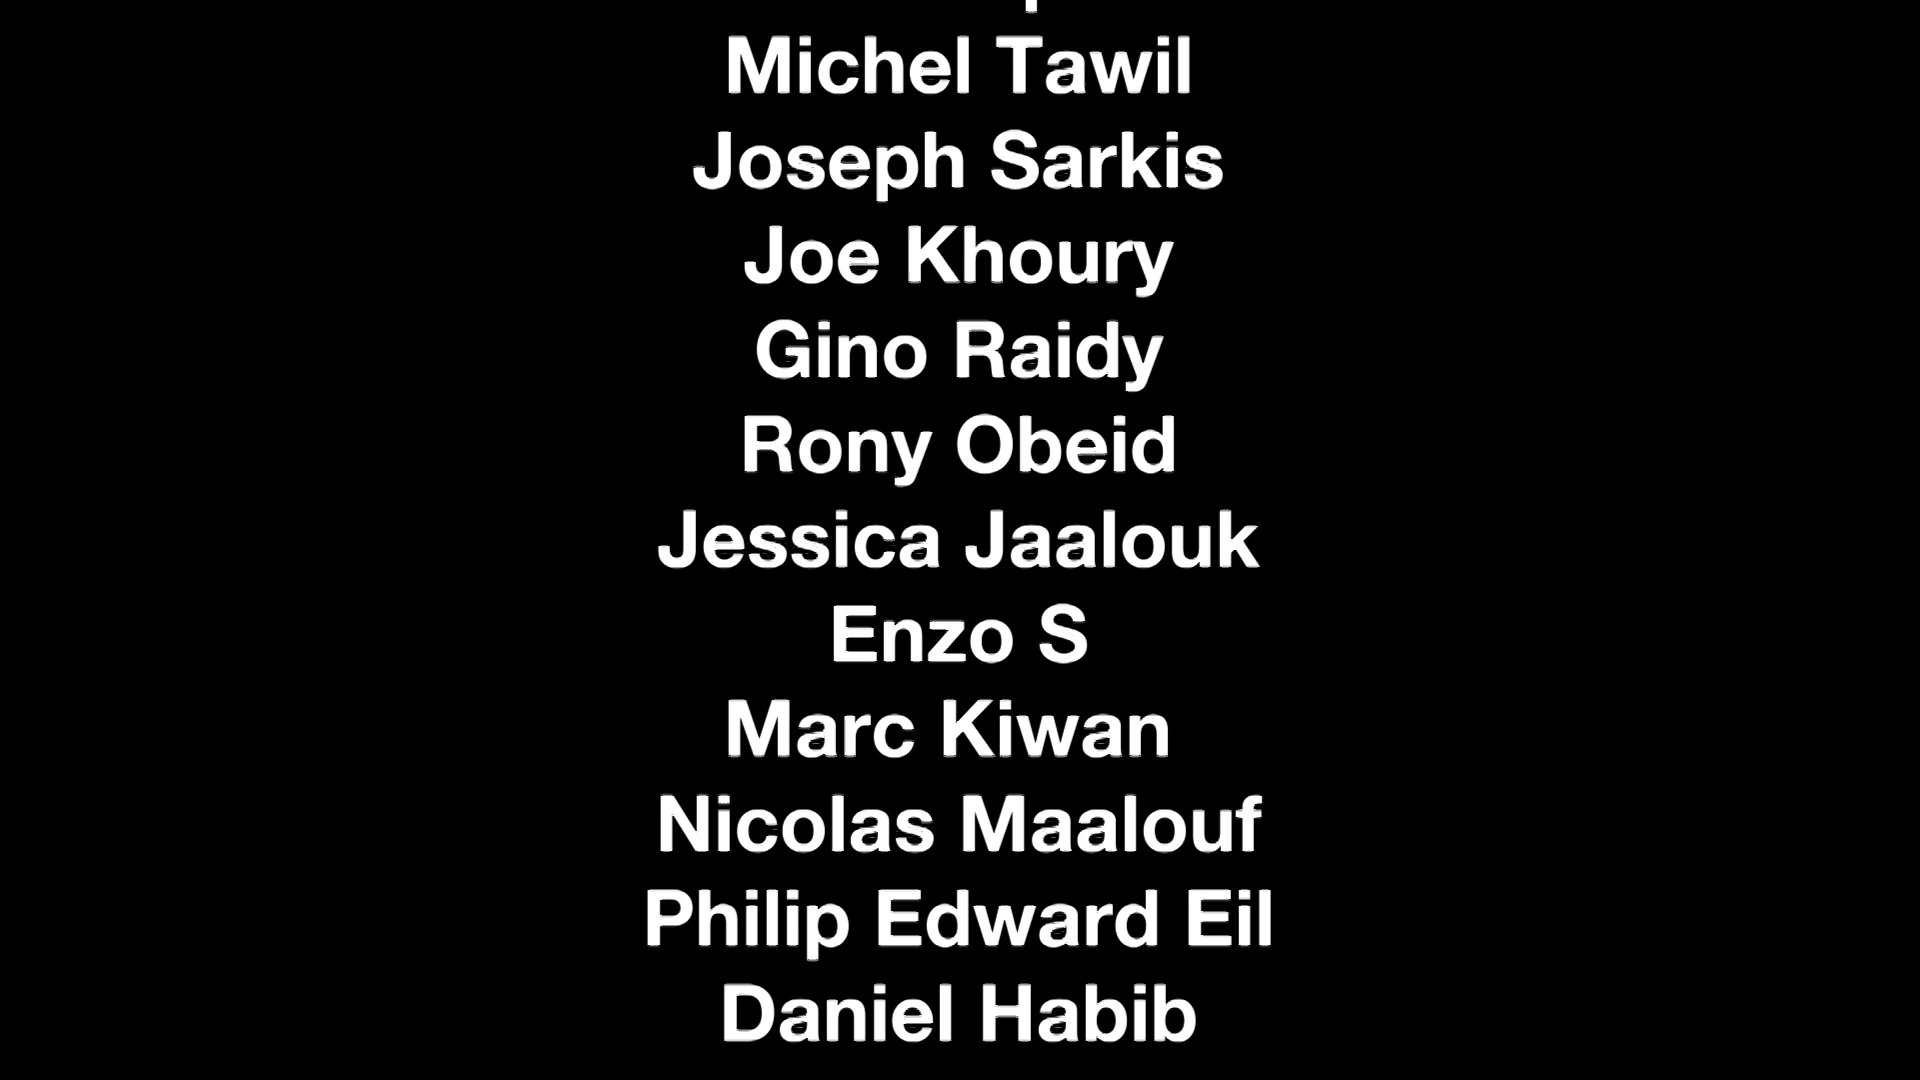 Michel Tawil
Joseph Sarkis
Joe Khoury
Gino Raidy
Rony Obeid
Jessica Jaalouk
Enzo S
Marc Kiwan
Nicolas Maalouf
Philip Edward Eil
Daniel Habib